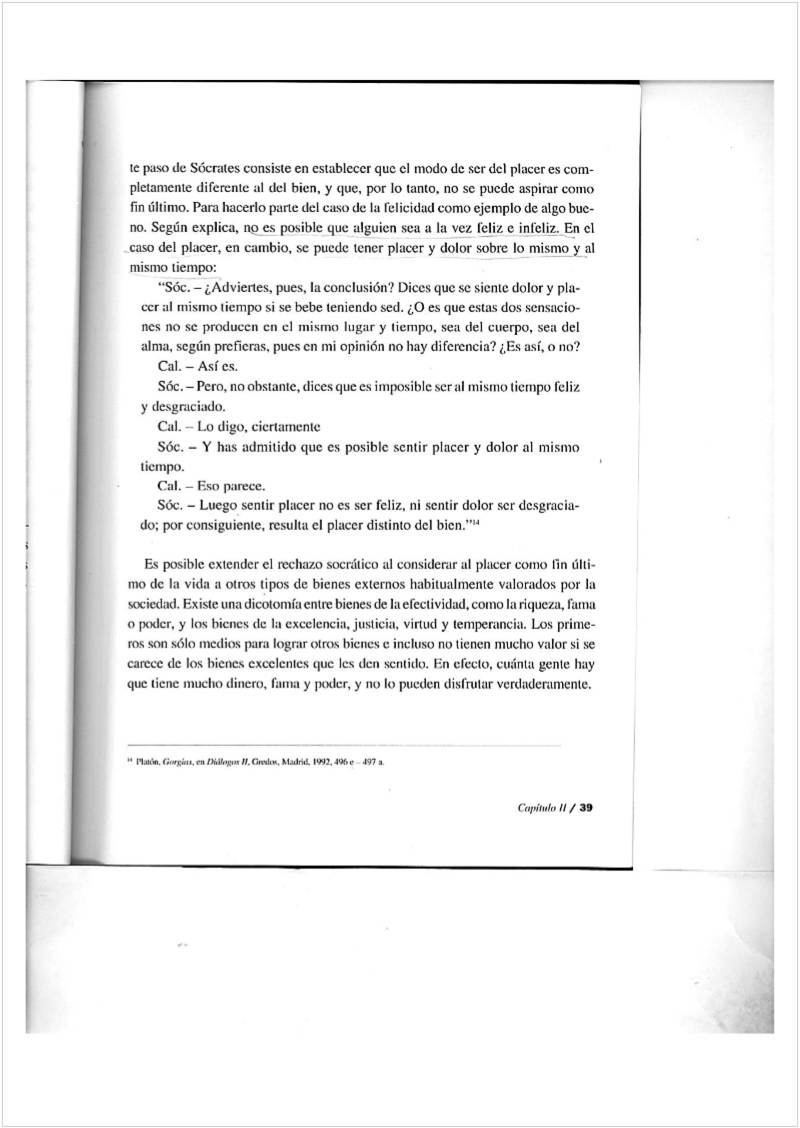 te paso de Sócrates consiste en establecer que el modo de ser del placer es com-
pletamente diferente al del bien, y que, por lo tanto, no se puede aspirar como
fin último. Para hacerlo parte del caso de la felicidad como ejemplo de algo bue-
no. Según explica, no es posible que alguien sea a la vez feliz e infeliz. En el
caso del placer, en cambio, se puede tener placer y dolor sobre lo mismo y al
mismo tiempo:
“Sóc. – ¿Adviertes, pues, la conclusión? Dices que se siente dolor y pla-
cer al mismo tiempo si se bebe teniendo sed. ¿O es que estas dos sensacio-
nes no se producen en el mismo lugar y tiempo, sea del cuerpo, sea del
alma, según prefieras, pues en mi opinión no hay diferencia? ¿Es así, o no?
Cal. – Así es.
Sóc. – Pero, no obstante, dices que es imposible ser al mismo tiempo feliz
y desgraciado.
Cal. – Lo digo, ciertamente
Sóc. – Y has admitido que es posible sentir placer y dolor al mismo
tiempo.
Cal. – Eso parece.
Sóc. – Luego sentir placer no es ser feliz, ni sentir dolor ser desgracia-
do; por consiguiente, resulta el placer distinto del bien.”¹⁴
Es posible extender el rechazo socrático al considerar al placer como fin últi-
mo de la vida a otros tipos de bienes externos habitualmente valorados por la
sociedad. Existe una dicotomía entre bienes de la efectividad, como la riqueza, fama
o poder, y los bienes de la excelencia, justicia, virtud y temperancia. Los prime-
ros son sólo medios para lograr otros bienes e incluso no tienen mucho valor si se
carece de los bienes excelentes que les den sentido. En efecto, cuánta gente hay
que tiene mucho dinero, fama y poder, y no lo pueden disfrutar verdaderamente.
¹⁴ Platón, Gorgias, en Diálogos II, Gredos, Madrid, 1992, 496 e – 497 a.
Capítulo II / 39